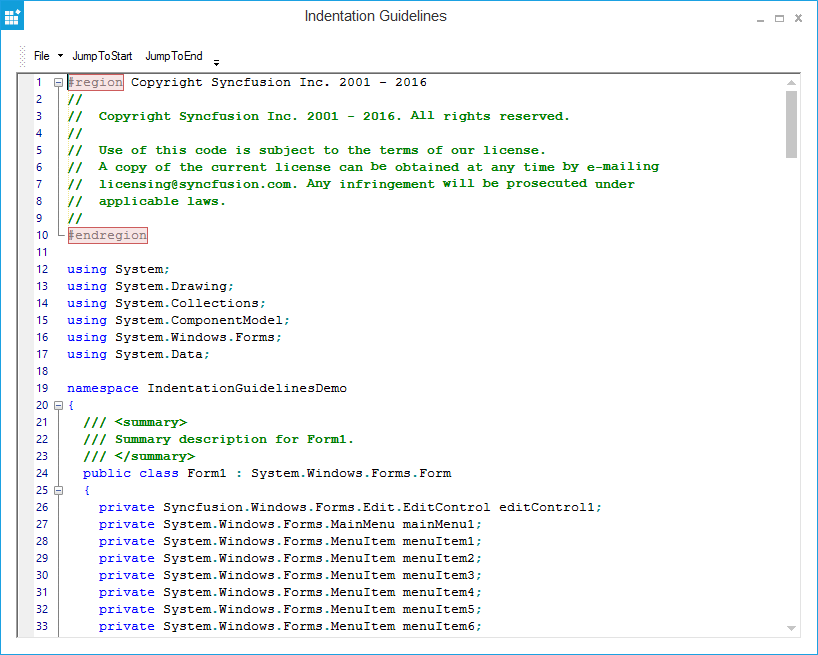 Indentation Guidelines
File JumpToStart JumpToEnd
1 #region Copyright Syncfusion Inc. 2001 - 2016
2 //
3 //  Copyright Syncfusion Inc. 2001 - 2016. All rights reserved.
4 //
5 //  Use of this code is subject to the terms of our license.
6 //  A copy of the current license can be obtained at any time by e-mailing
7 //  licensing@syncfusion.com. Any infringement will be prosecuted under
8 //  applicable laws.
9 //
10 #endregion
11
12 using System;
13 using System.Drawing;
14 using System.Collections;
15 using System.ComponentModel;
16 using System.Windows.Forms;
17 using System.Data;
18
19 namespace IndentationGuidelinesDemo
20 {
21   /// <summary>
22   /// Summary description for Form1.
23   /// </summary>
24   public class Form1 : System.Windows.Forms.Form
25   {
26     private Syncfusion.Windows.Forms.Edit.EditControl editControl1;
27     private System.Windows.Forms.MainMenu mainMenu1;
28     private System.Windows.Forms.MenuItem menuItem1;
29     private System.Windows.Forms.MenuItem menuItem2;
30     private System.Windows.Forms.MenuItem menuItem3;
31     private System.Windows.Forms.MenuItem menuItem4;
32     private System.Windows.Forms.MenuItem menuItem5;
33     private System.Windows.Forms.MenuItem menuItem6;